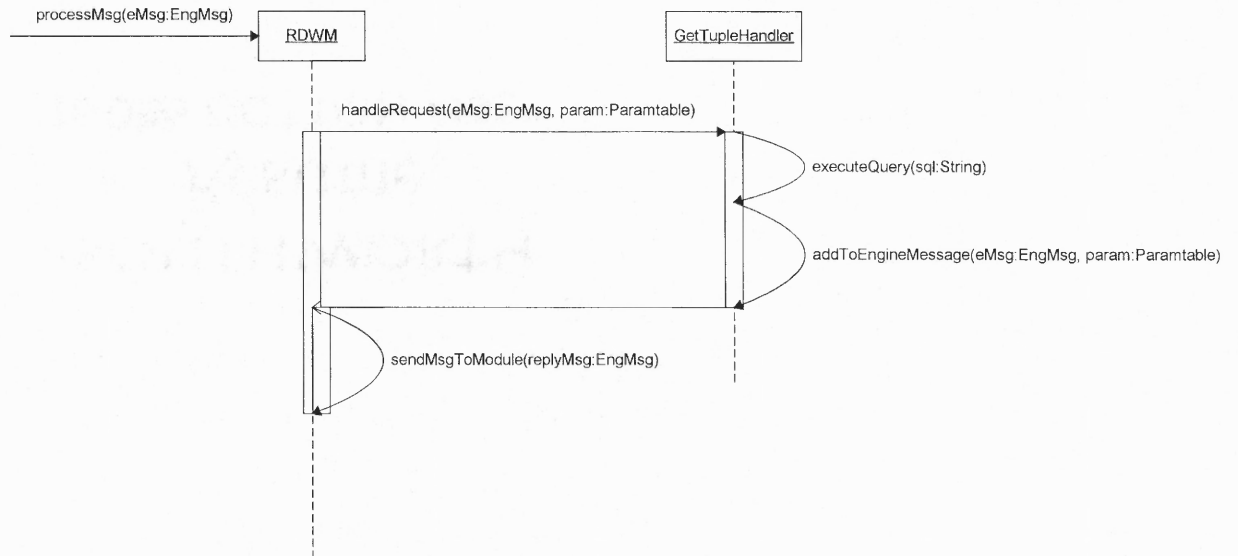 processMsg(eMsg:EngMsg)
RDWM
GetTupleHandler
handleRequest(eMsg:EngMsg, param:Paramtable)
executeQuery(sql:String)
addToEngineMessage(eMsg:EngMsg, param:Paramtable)
sendMsgToModule(replyMsg:EngMsg)